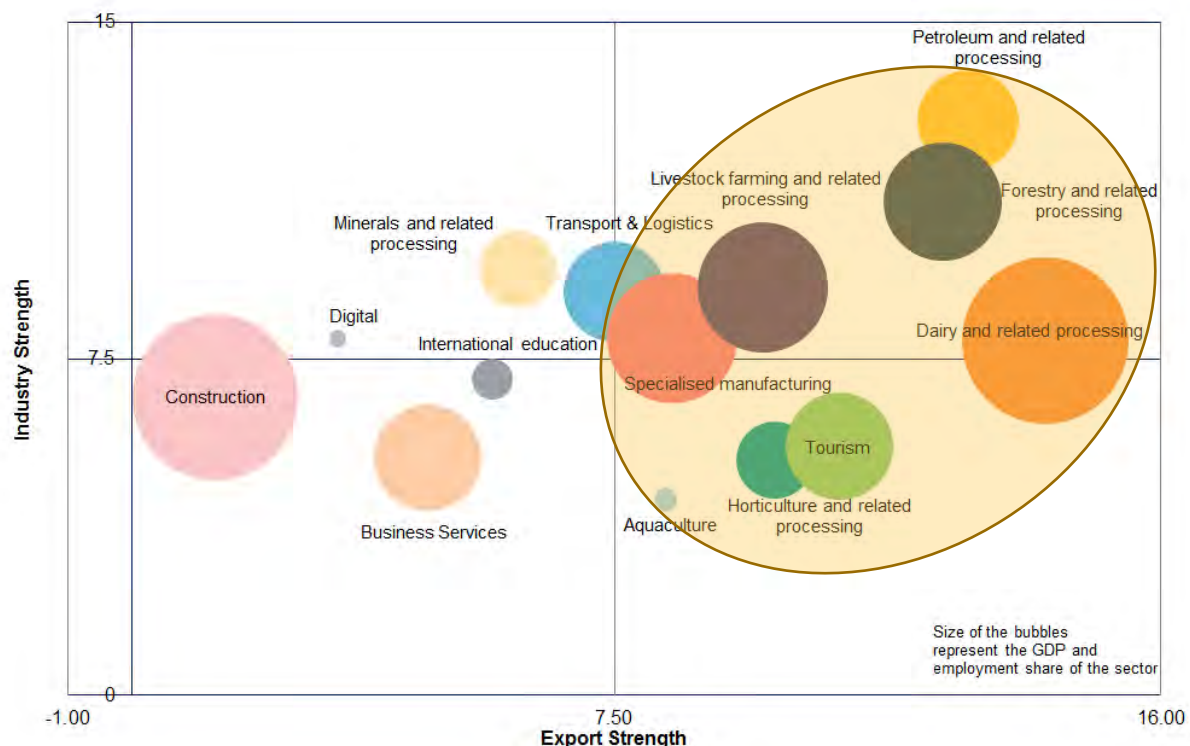 15
Petroleum and related
processing
Livestock farming and related
processing
Forestry and related
processing
Minerals and related
processing
Transport & Logistics
Digital
International education
Dairy and related processing
Industry Strength
7.5
Specialised manufacturing
Construction
Tourism
Horticulture and related
processing
Aquaculture
Business Services
Size of the bubbles
represent the GDP and
employment share of the sector
0
-1.00
7.50
16.00
Export Strength